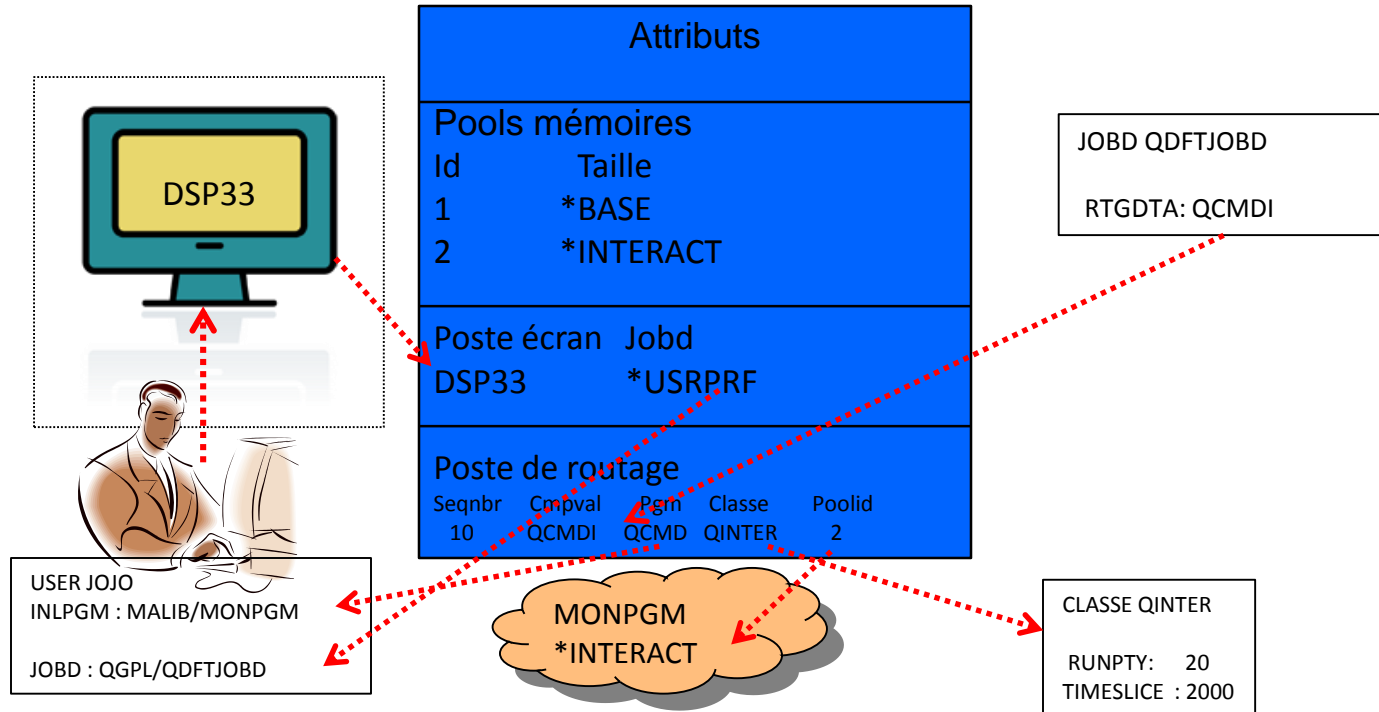 Attributs
Pools mémoires
Id Taille
1 *BASE
2 *INTERACT
Poste écran Jobd
DSP33 *USRPRF
Poste de routage
Seqnbr Cmpval Pgm Classe Poolid
10 QCMDI QCMD QINTER 2
DSP33
JOBD QDFTJOBD
RTGDTA: QCMDI
USER JOJO
INLPGM : MALIB/MONPGM
JOBD : QGPL/QDFTJOBD
MONPGM
*INTERACT
CLASSE QINTER
RUNPTY: 20
TIMESLICE : 2000